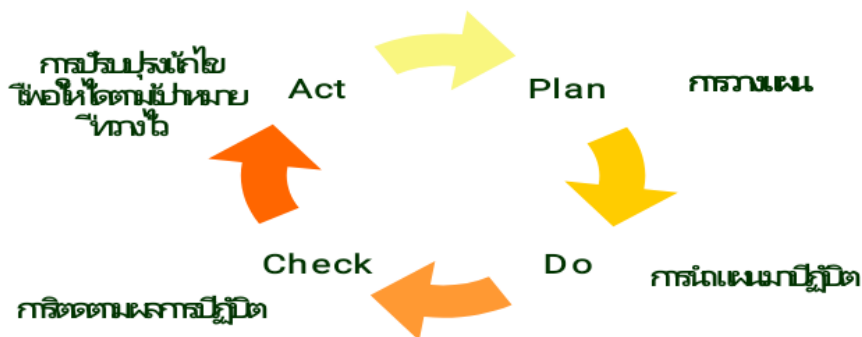 การปรับปรุงแก้ไข
เพื่อให้ได้ตามเป้าหมาย
ที่วางไว้
Act
Plan
การวางแผน
Check
Do
การนำแผนมาปฏิบัติ
การติดตามผลการปฏิบัติ